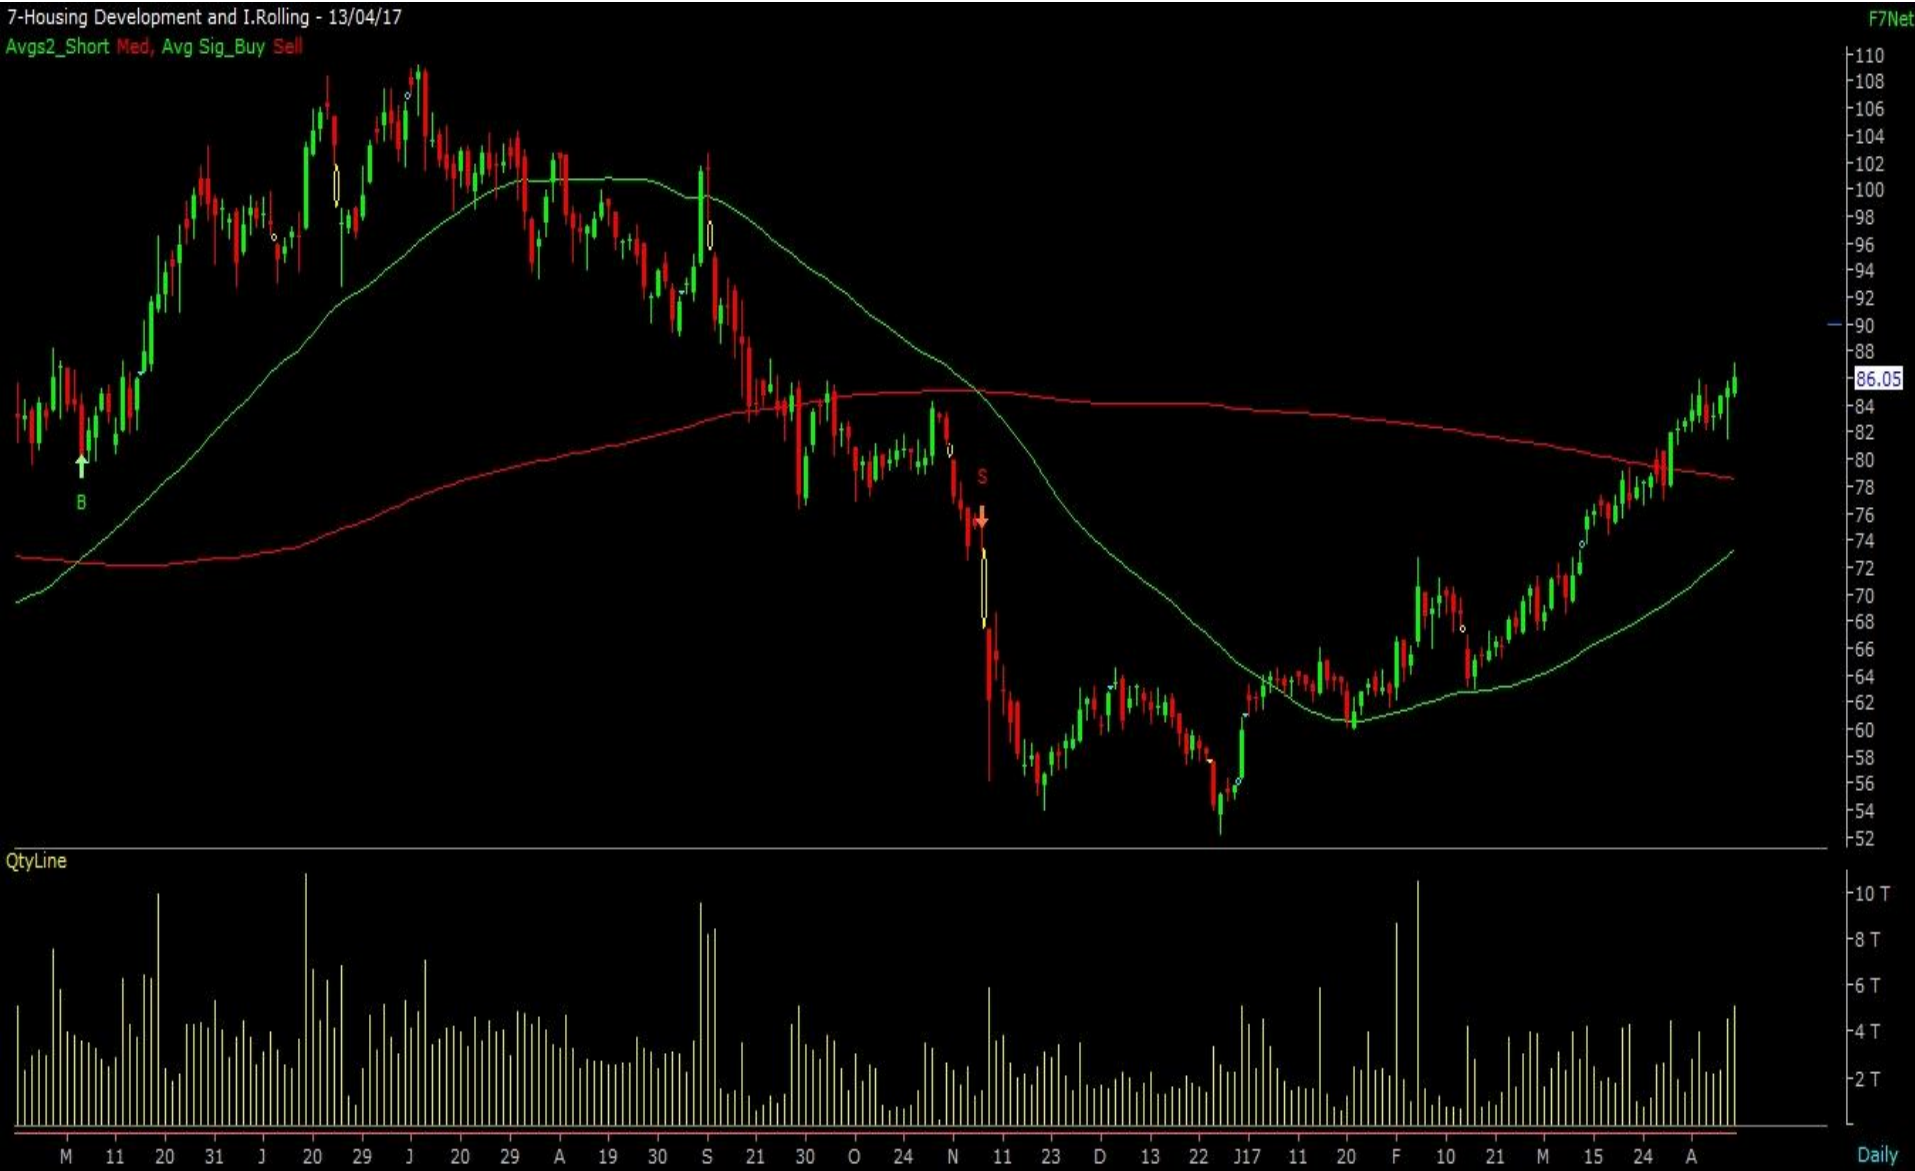 7-Housing Development and I.Rolling - 13/04/17
F7Net
Avgs2_Short Med, Avg Sig_Buy Sell
110
108
106
104
102
100
98
96
94
92
90
88
86.05
84
82
80
78
76
74
72
70
68
66
64
62
60
58
56
54
52
B
S
QtyLine
10 T
8 T
6 T
4 T
2 T
M 11 20 31 J 20 29 J 20 29 A 19 30 S 21 30 O 24 N 11 23 D 13 22 J17 11 20 F 10 21 M 15 24 A
Daily